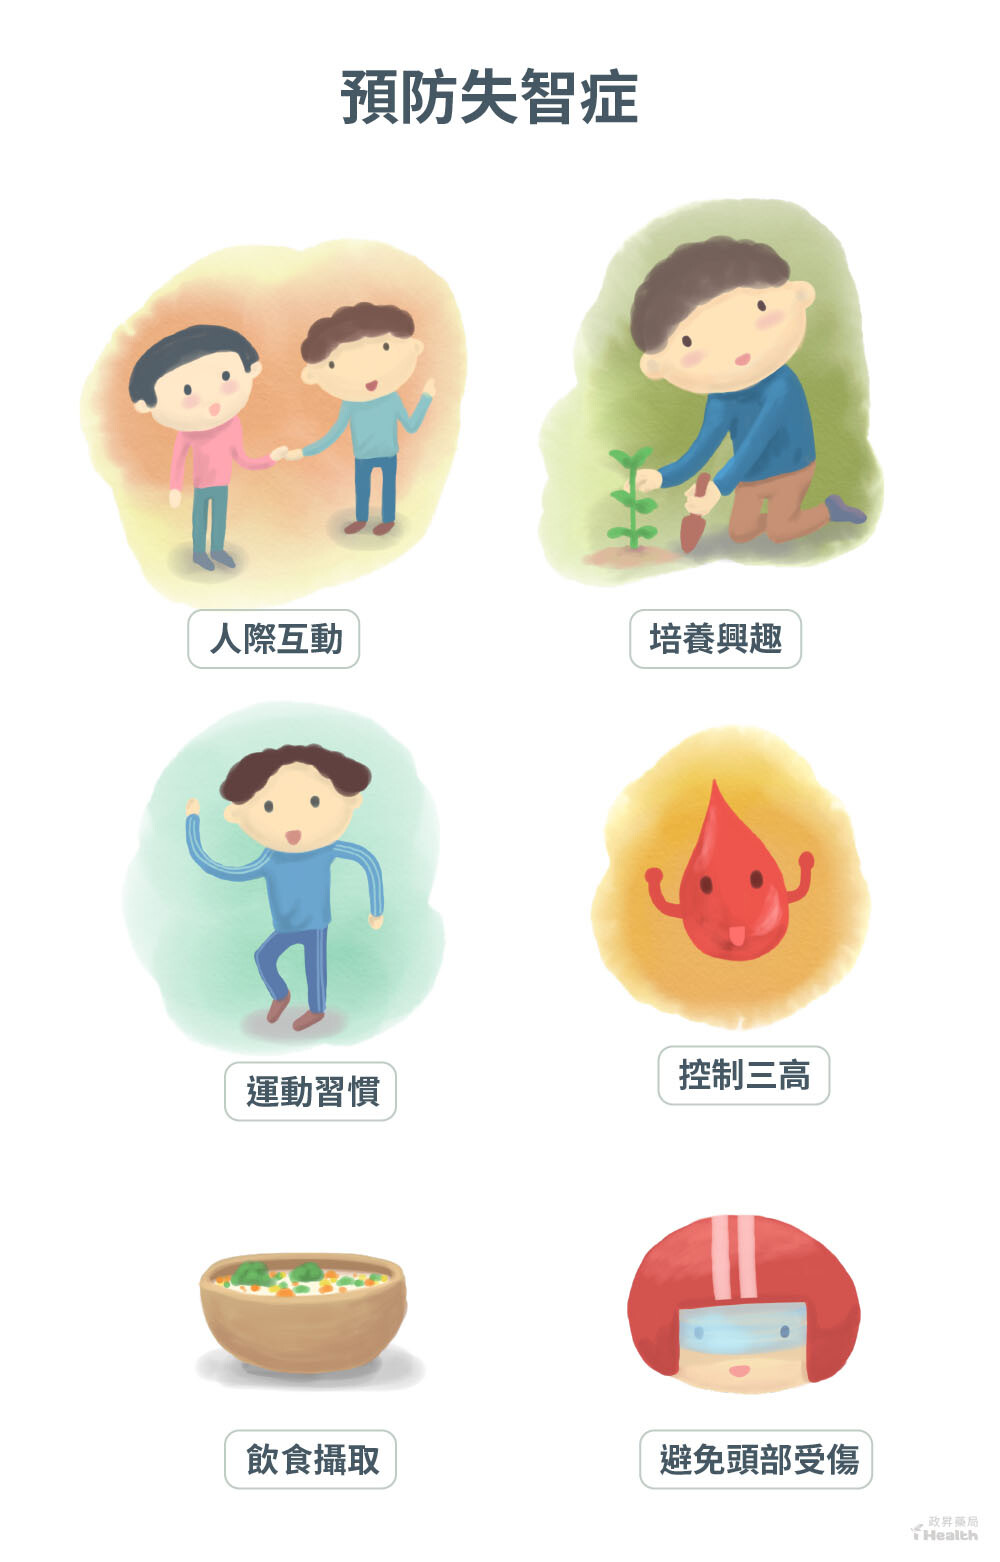 預防失智症
人際互動
培養興趣
運動習慣
控制三高
飲食攝取
避免頭部受傷
政昇藥局
iHealth